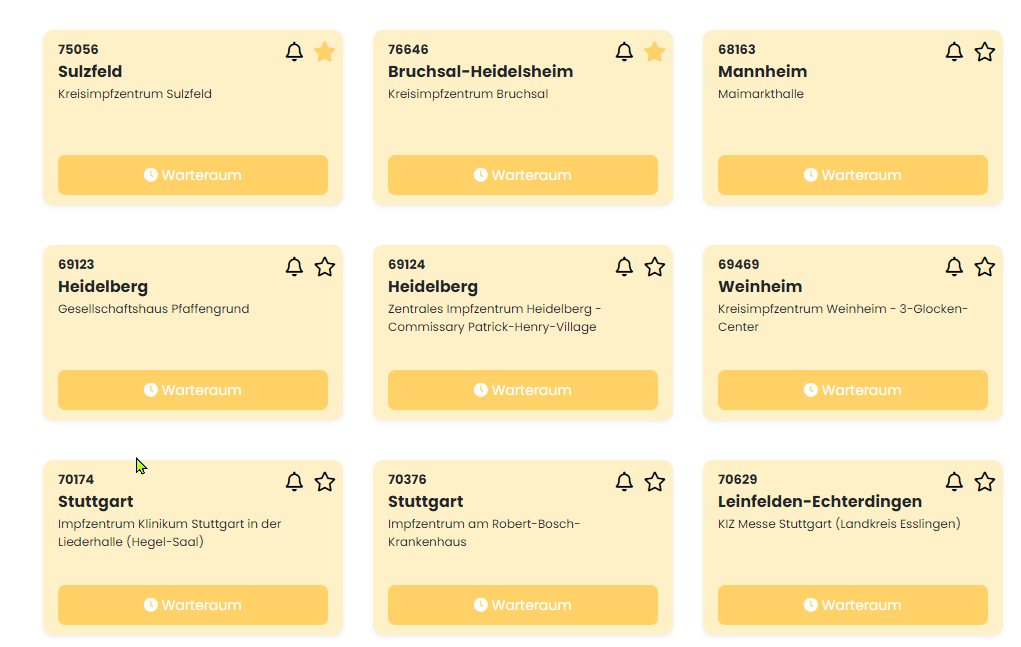 75056
Sulzfeld
Kreisimpfzentrum Sulzfeld
Warteraum
76646
Bruchsal-Heidelsheim
Kreisimpfzentrum Bruchsal
Warteraum
68163
Mannheim
Maimarkthalle
Warteraum
69123
Heidelberg
Gesellschaftshaus Pfaffengrund
Warteraum
69124
Heidelberg
Zentrales Impfzentrum Heidelberg -
Commissary Patrick-Henry-Village
Warteraum
69469
Weinheim
Kreisimpfzentrum Weinheim - 3-Glocken-
Center
Warteraum
70174
Stuttgart
Impfzentrum Klinikum Stuttgart in der
Liederhalle (Hegel-Saal)
Warteraum
70376
Stuttgart
Impfzentrum am Robert-Bosch-
Krankenhaus
Warteraum
70629
Leinfelden-Echterdingen
KIZ Messe Stuttgart (Landkreis Esslingen)
Warteraum